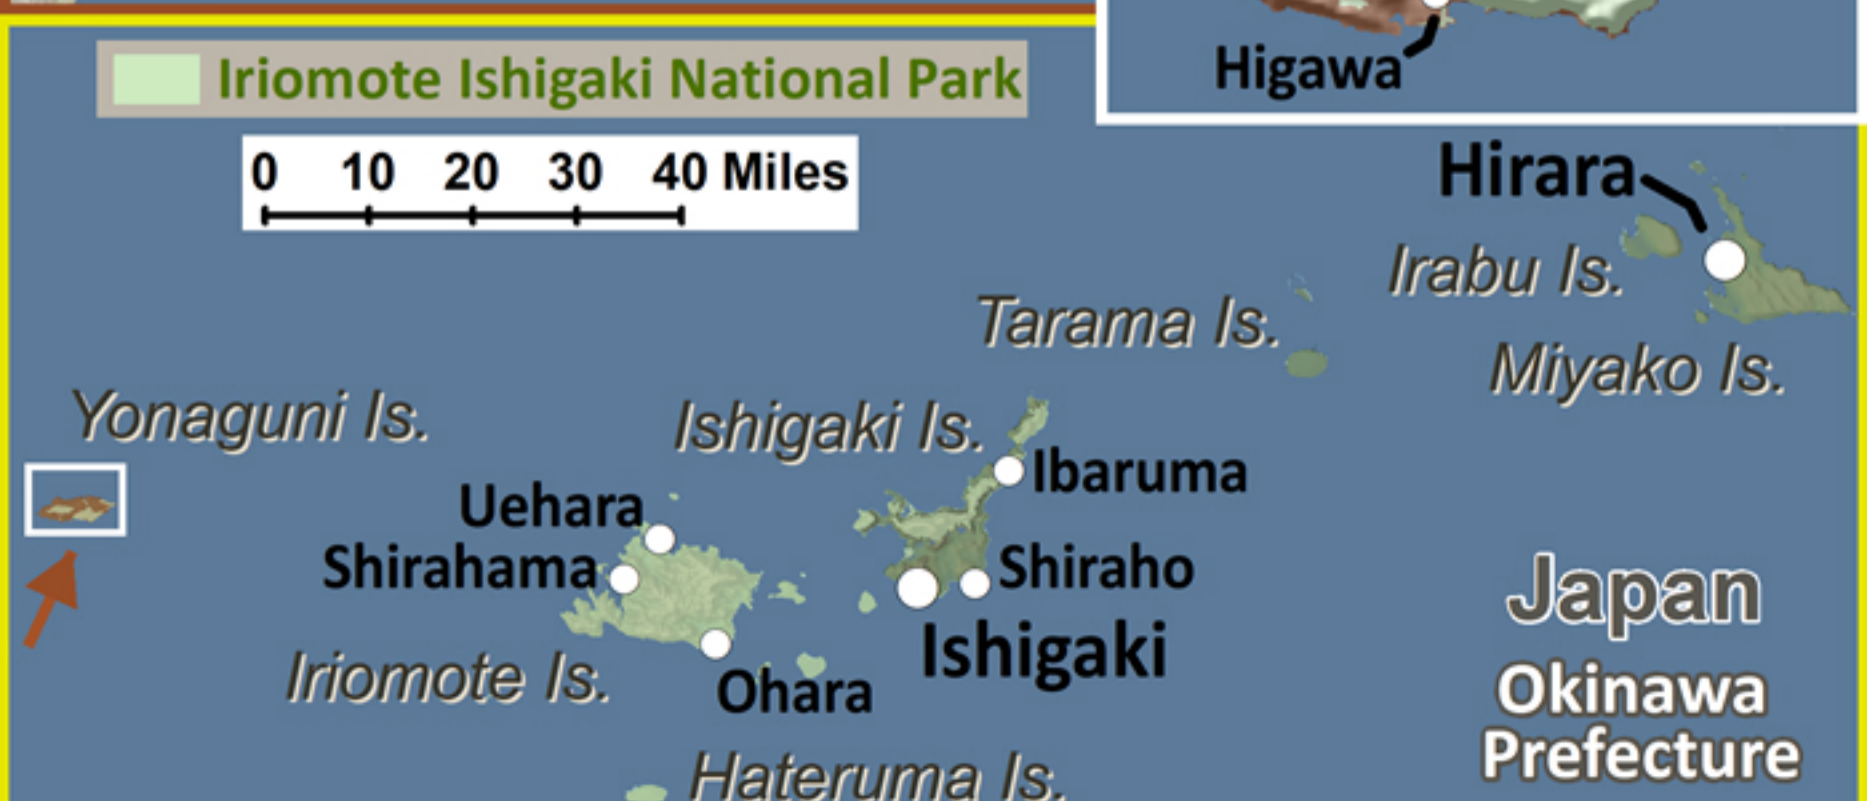 Higawa
Iriomote Ishigaki National Park
0 10 20 30 40 Miles
Hirara
Irabu Is.
Tarama Is.
Miyako Is.
Yonaguni Is.
Ishigaki Is.
Ibaruma
Uehara
Shirahama
Shiraho
Japan
Ishigaki
Iriomote Is.
Ohara
Okinawa
Prefecture
Hateruma Is.